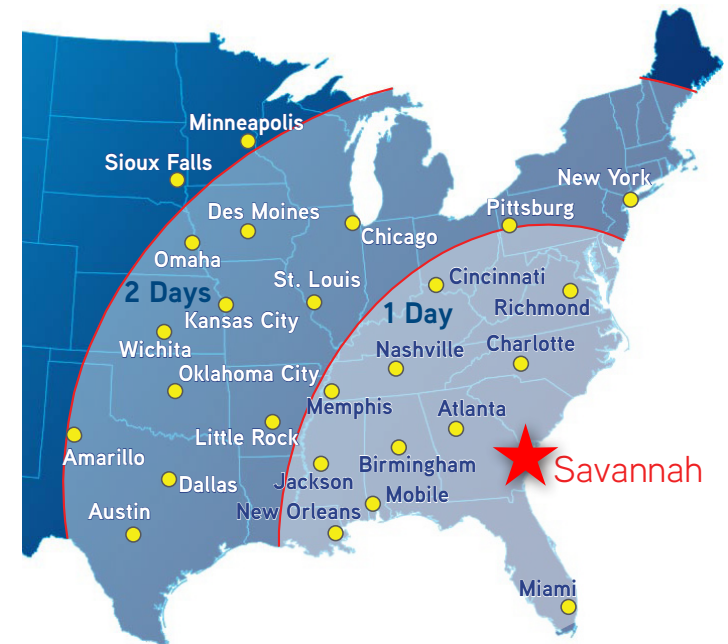 Minneapolis
Sioux Falls
New York
Des Moines
Pittsburg
Chicago
Omaha
St. Louis
Cincinnati
2 Days
Richmond
Kansas City
1 Day
Wichita
Nashville
Charlotte
Oklahoma City
Memphis
Atlanta
Little Rock
Amarillo
Birmingham
Savannah
Jackson
Dallas
Mobile
Austin
New Orleans
Miami